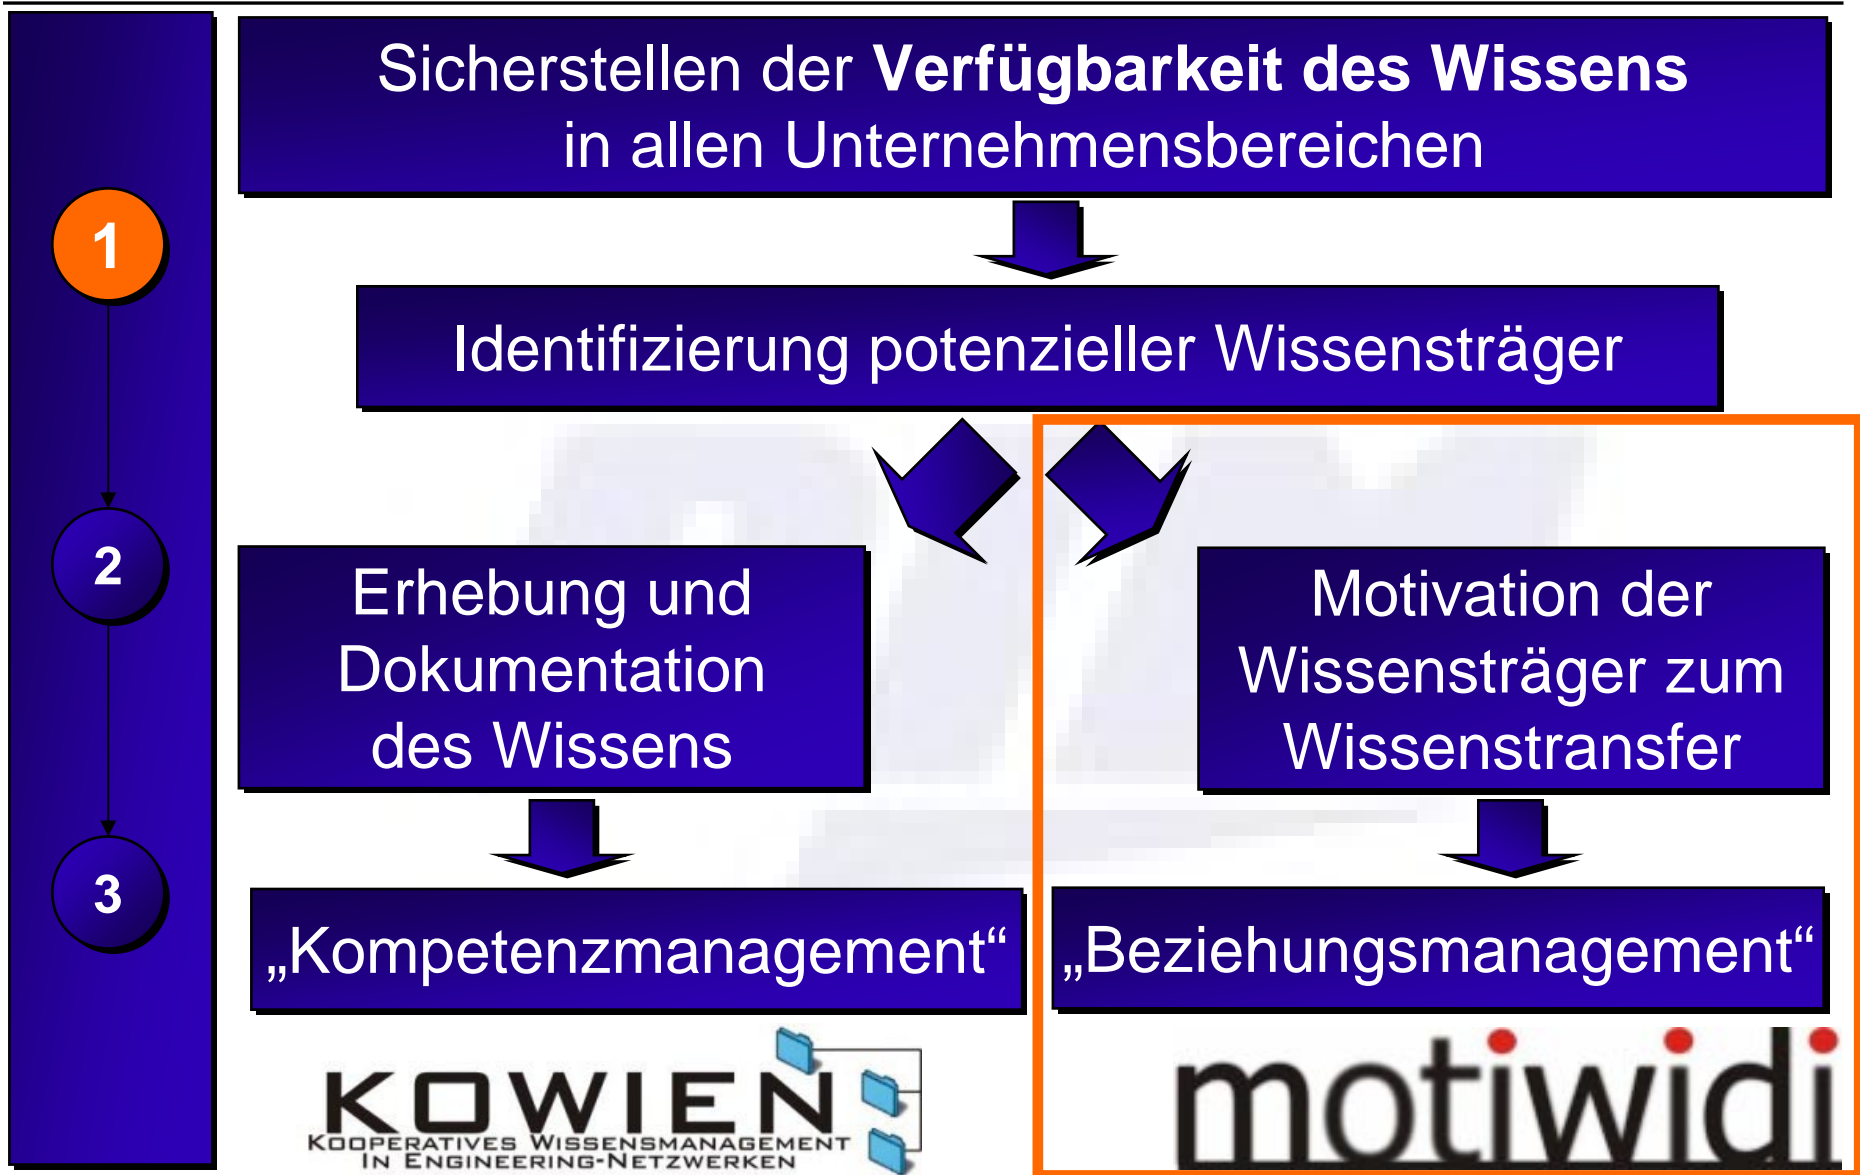 Sicherstellen der Verfügbarkeit des Wissens
in allen Unternehmensbereichen
1
Identifizierung potenzieller Wissensträger
2
Erhebung und
Dokumentation
des Wissens
Motivation der
Wissensträger zum
Wissenstransfer
3
„Kompetenzmanagement“
„Beziehungsmanagement“
KOWIEN
KOOPERATIVES WISSENSMANAGEMENT
IN ENGINEERING-NETZWERKEN
motiwidi